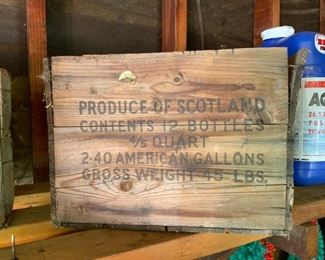 PRODUCE OF SCOTLAND
CONTENTS 12 BOTTLES
4/5 QUART
2·40 AMERICAN GALLONS
GROSS WEIGHT 45 LBS.